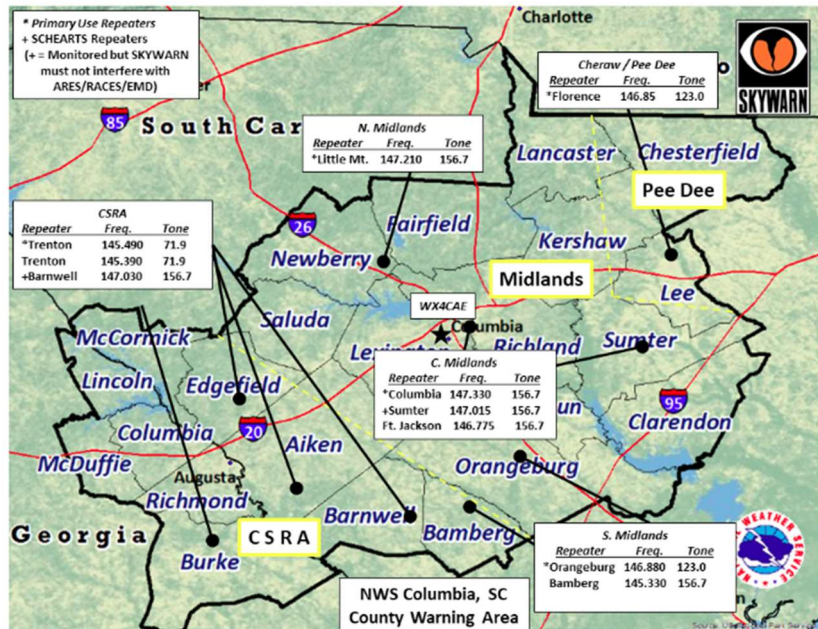 * Primary Use Repeaters
+ SCHEARTS Repeaters
(+ = Monitored but SKYWARN
must not interfere with
ARES/RACES/EMD)
Charlotte
Cheraw / Pee Dee
Repeater Freq. Tone
*Florence 146.85 123.0
SKYWARN
85
South Car
N. Midlands
Repeater Freq. Tone
*Little Mt. 147.210 156.7
Lancaster
Chesterfield
Pee Dee
CSRA
Repeater Freq. Tone
*Trenton 145.490 71.9
Trenton 145.390 71.9
+Barnwell 147.030 156.7
26
Fairfield
Newberry
Kershaw
Midlands
Lee
WX4CAE
Columbia
Saluda
Richland
Sumter
McCormick
Lincoln
Edgefield
C. Midlands
Repeater Freq. Tone
*Columbia 147.330 156.7
+Sumter 147.015 156.7
Ft. Jackson 146.775 156.7
95
Clarendon
20
Columbia
Aiken
McDuffie
Augusta
Orangeburg
Richmond
Georgia
Barnwell
Bamberg
CSRA
Burke
S. Midlands
Repeater Freq. Tone
*Orangeburg 146.880 123.0
Bamberg 145.330 156.7
WEATHER SERVICE
NWS Columbia, SC
County Warning Area